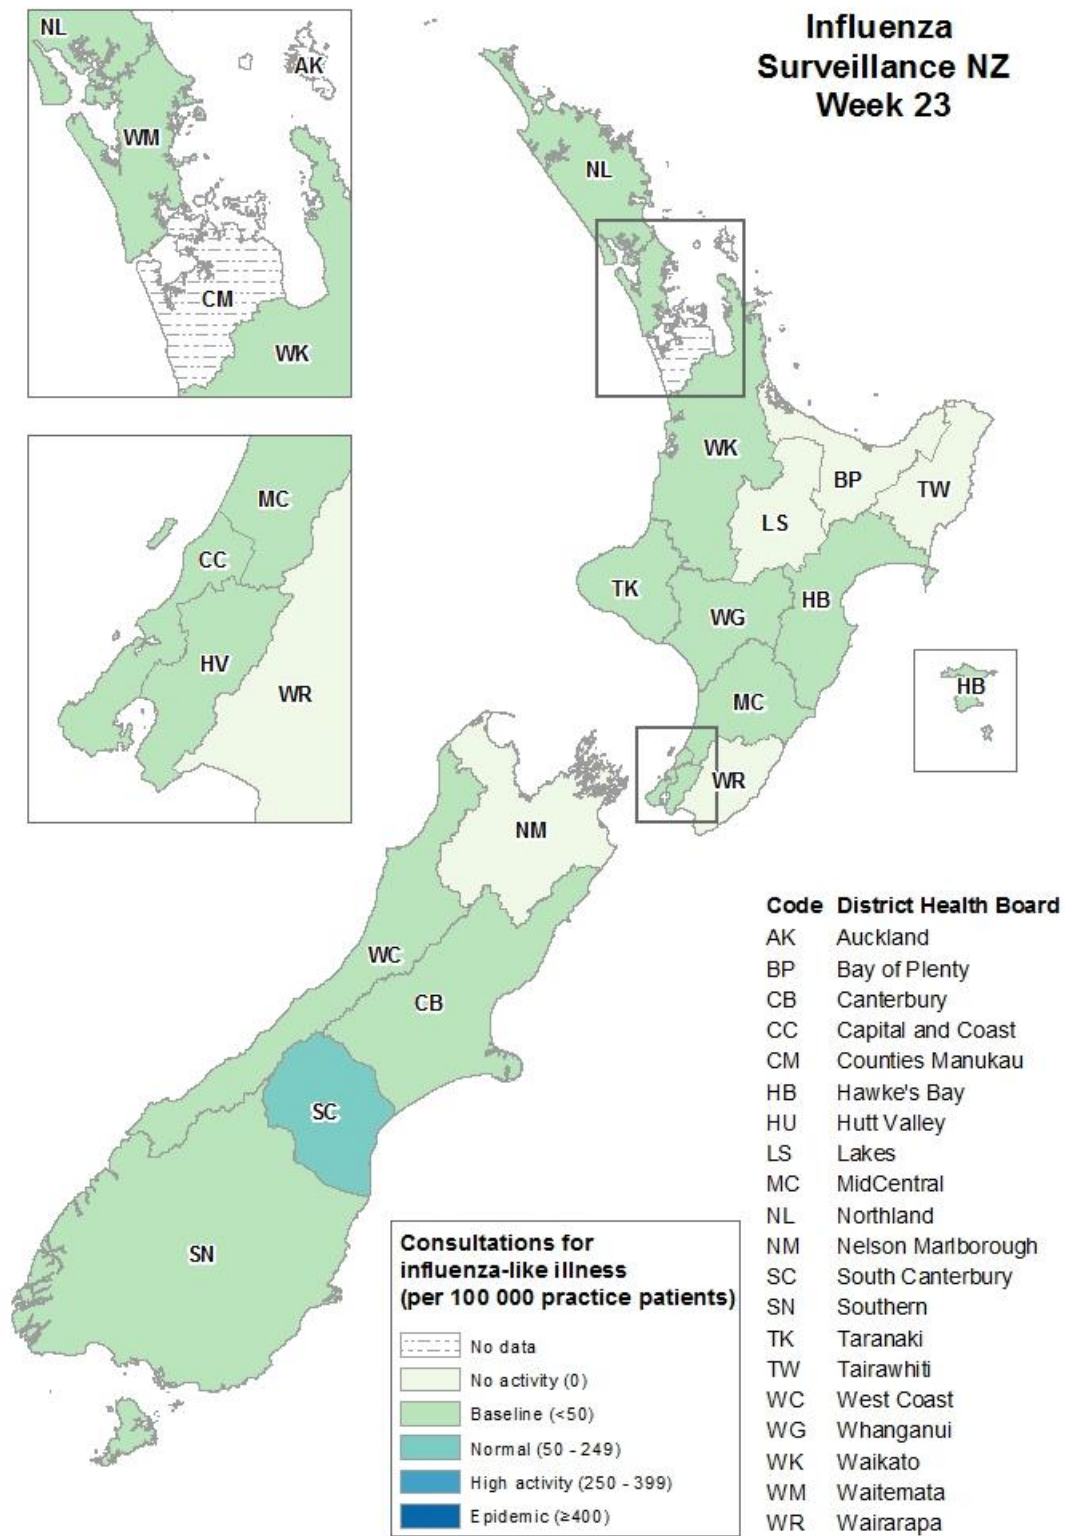 Influenza
Surveillance NZ
Week 23
NL
AK
WM
CM
WK
MC
CC
HV
WR
NL
WK
BP
TW
LS
TK
WG
HB
MC
WR
HB
NM
WC
CB
SC
SN
Consultations for
influenza-like illness
(per 100 000 practice patients)
No data
No activity (0)
Baseline (<50)
Normal (50 - 249)
High activity (250 - 399)
Epidemic (≥400)
Code District Health Board
AK Auckland
BP Bay of Plenty
CB Canterbury
CC Capital and Coast
CM Counties Manukau
HB Hawke's Bay
HU Hutt Valley
LS Lakes
MC MidCentral
NL Northland
NM Nelson Marlborough
SC South Canterbury
SN Southern
TK Taranaki
TW Tairawhiti
WC West Coast
WG Whanganui
WK Waikato
WM Waitemata
WR Wairarapa